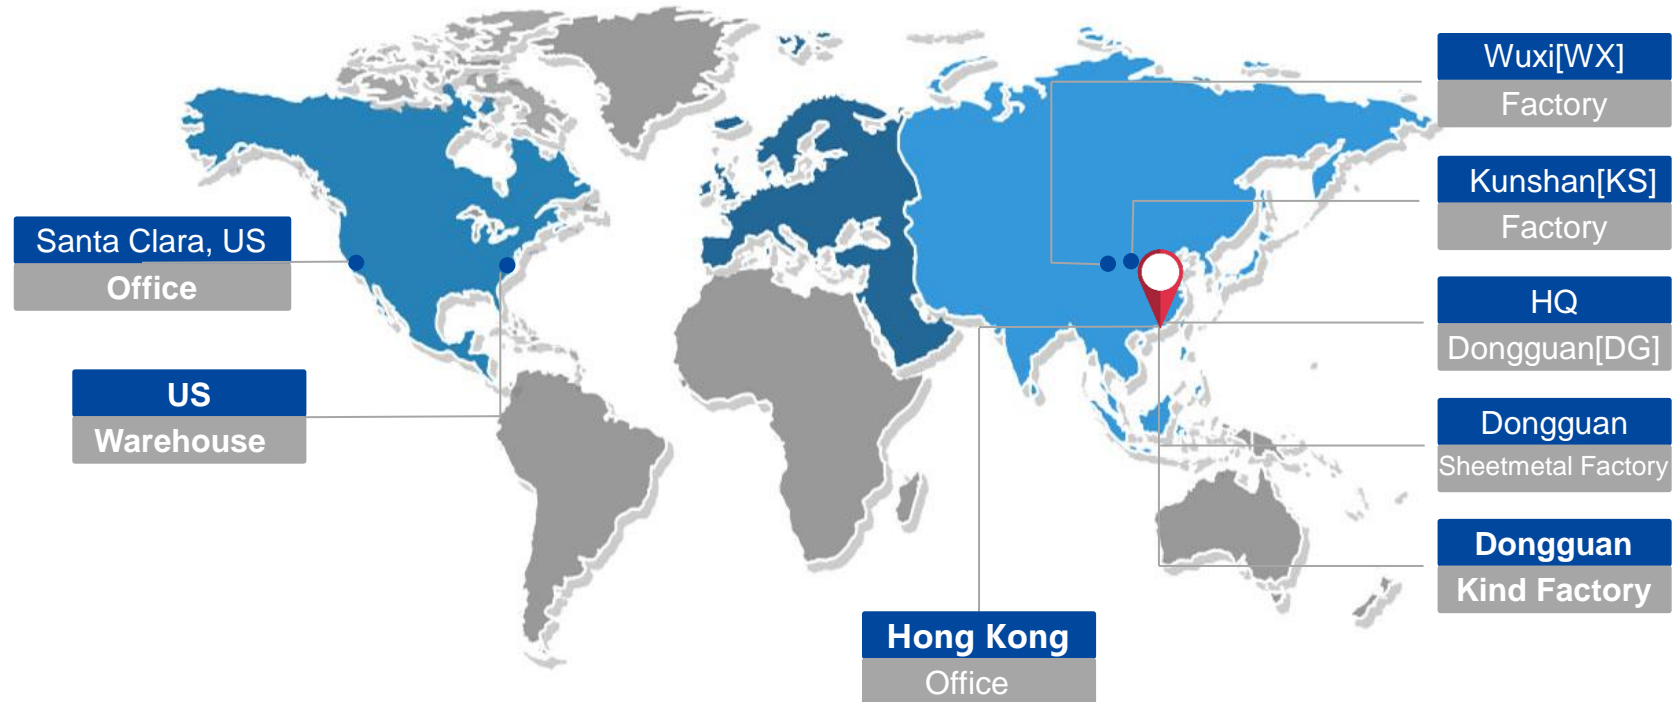 Wuxi[WX]
Factory
Kunshan[KS]
Factory
Santa Clara, US
Office
HQ
Dongguan[DG]
US
Warehouse
Dongguan
Sheetmetal Factory
Dongguan
Kind Factory
Hong Kong
Office